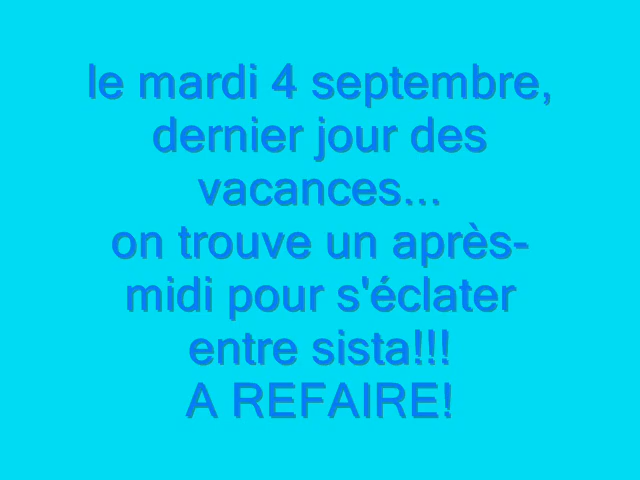 le mardi 4 septembre,
dernier jour des
vacances...
on trouve un après-
midi pour s'éclater
entre sista!!!
A REFAIRE!